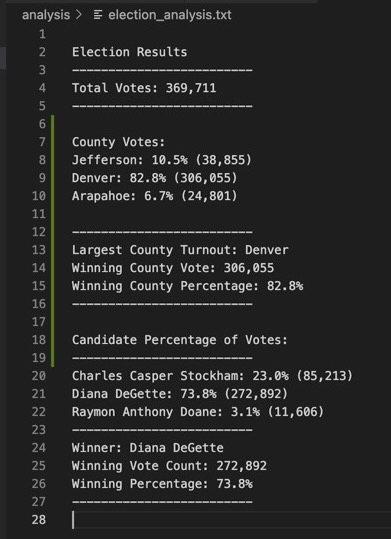 analysis > election_analysis.txt
1
2 Election Results
3 -------------------------
4 Total Votes: 369,711
5 -------------------------
6
7 County Votes:
8 Jefferson: 10.5% (38,855)
9 Denver: 82.8% (306,055)
10 Arapahoe: 6.7% (24,801)
11
12 -------------------------
13 Largest County Turnout: Denver
14 Winning County Vote: 306,055
15 Winning County Percentage: 82.8%
16 -------------------------
17
18 Candidate Percentage of Votes:
19 -------------------------
20 Charles Casper Stockham: 23.0% (85,213)
21 Diana DeGette: 73.8% (272,892)
22 Raymon Anthony Doane: 3.1% (11,606)
23 -------------------------
24 Winner: Diana DeGette
25 Winning Vote Count: 272,892
26 Winning Percentage: 73.8%
27 -------------------------
28